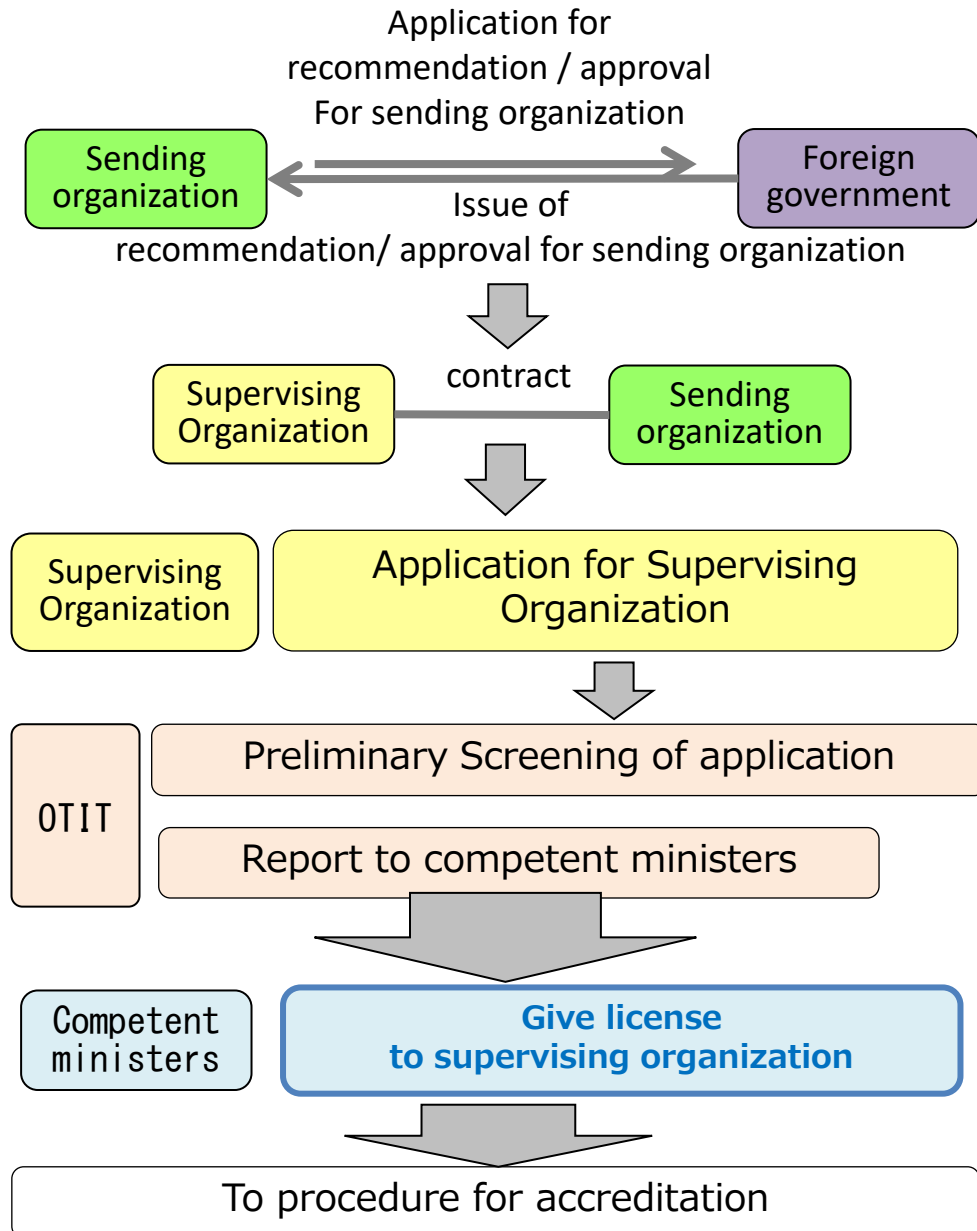 Application for
recommendation / approval
For sending organization
Sending
organization
Foreign
government
Issue of
recommendation/ approval for sending organization
Supervising
Organization
contract
Sending
organization
Supervising
Organization
Application for Supervising
Organization
OTIT
Preliminary Screening of application
Report to competent ministers
Competent
ministers
Give license
to supervising organization
To procedure for accreditation